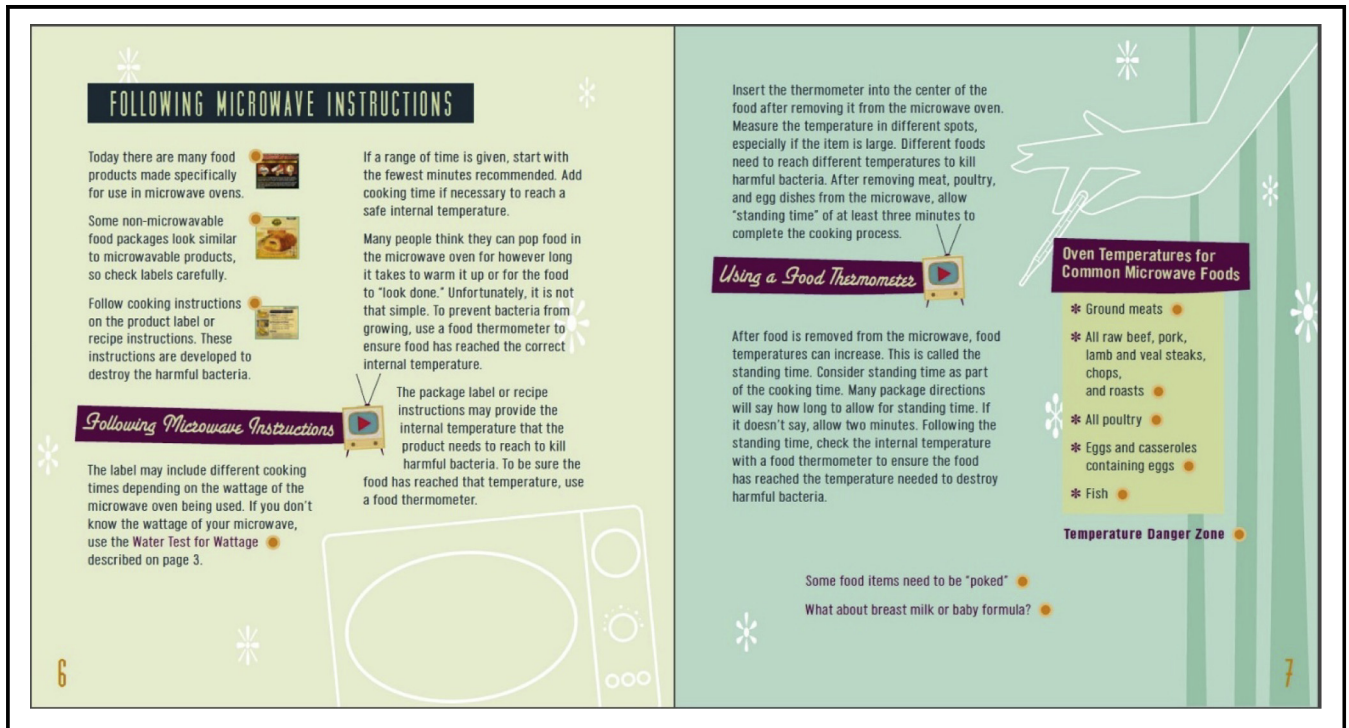 FOLLOWING MICROWAVE INSTRUCTIONS
Today there are many food
products made specifically
for use in microwave ovens.
Some non-microwavable
food packages look similar
to microwavable products,
so check labels carefully.
Follow cooking instructions
on the product label or
recipe instructions. These
instructions are developed to
destroy the harmful bacteria.
Following Microwave Instructions
The label may include different cooking
times depending on the wattage of the
microwave oven being used. If you don't
know the wattage of your microwave,
use the Water Test for Wattage
described on page 3.
If a range of time is given, start with
the fewest minutes recommended. Add
cooking time if necessary to reach a
safe internal temperature.
Many people think they can pop food in
the microwave oven for however long
it takes to warm it up or for the food
to "look done." Unfortunately, it is not
that simple. To prevent bacteria from
growing, use a food thermometer to
ensure food has reached the correct
internal temperature.
The package label or recipe
instructions may provide the
internal temperature that the
product needs to reach to kill
harmful bacteria. To be sure the
food has reached that temperature, use
a food thermometer.
6
Insert the thermometer into the center of the
food after removing it from the microwave oven.
Measure the temperature in different spots,
especially if the item is large. Different foods
need to reach different temperatures to kill
harmful bacteria. After removing meat, poultry,
and egg dishes from the microwave, allow
"standing time" of at least three minutes to
complete the cooking process.
Using a Food Thermometer
After food is removed from the microwave, food
temperatures can increase. This is called the
standing time. Consider standing time as part
of the cooking time. Many package directions
will say how long to allow for standing time. If
it doesn't say, allow two minutes. Following the
standing time, check the internal temperature
with a food thermometer to ensure the food
has reached the temperature needed to destroy
harmful bacteria.
Oven Temperatures for
Common Microwave Foods
✻ Ground meats
✻ All raw beef, pork,
lamb and veal steaks,
chops,
and roasts
✻ All poultry
✻ Eggs and casseroles
containing eggs
✻ Fish
Temperature Danger Zone
Some food items need to be "poked"
What about breast milk or baby formula?
7